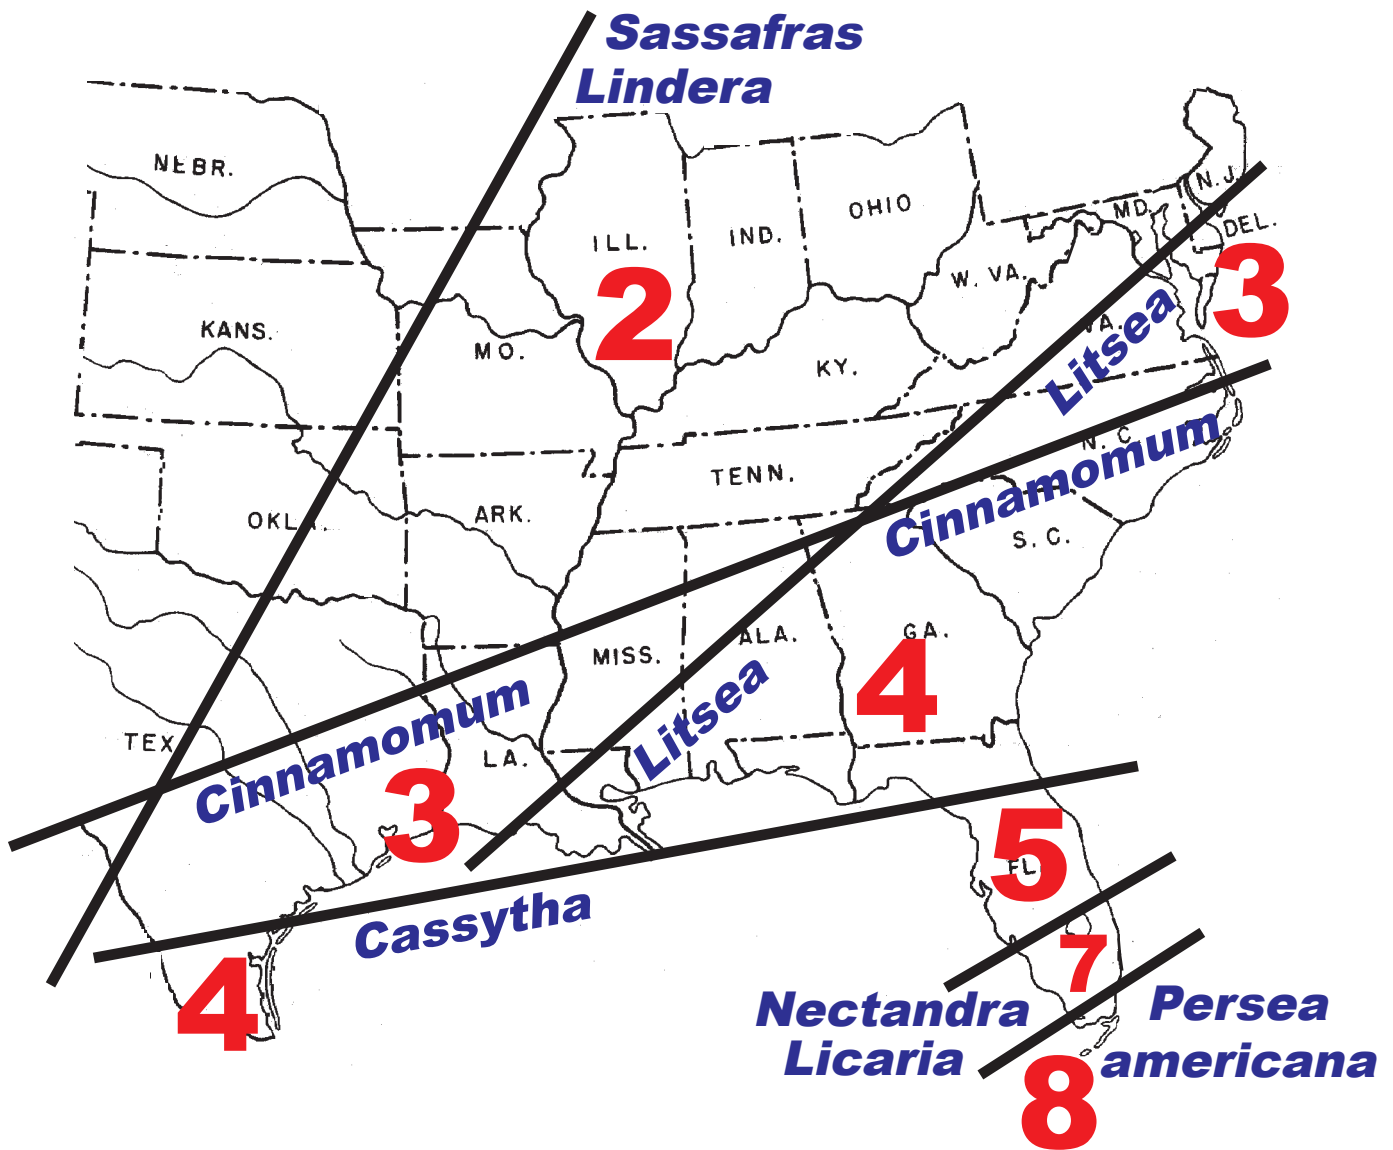 Sassafras
Lindera
NEBR.
N.J.
MD.
DEL.
OHIO
ILL.
IND.
W. VA.
2
3
KANS.
MO.
KY.
VA.
Litsea
TENN.
N. C.
Cinnamomum
OKLA.
ARK.
S. C.
MISS.
ALA.
GA.
4
Litsea
TEX
Cinnamomum
LA.
3
5
FL.
Cassytha
7
4
Nectandra
Licaria
Persea
americana
8